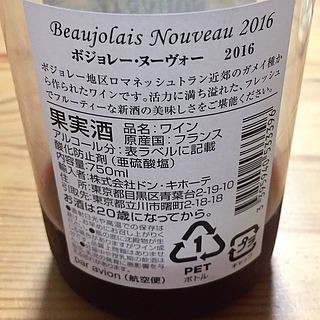 Beaujolais Nouveau 2016
ボジョレー・ヌーヴォー 2016
ボジョレー地区ロマネッシュトラン近郊のガメイ種か
ら作られたワインです。活力に満ち溢れた、フレッシュ
でフルーティーな新酒の美味しさをご堪能ください。
果実酒
品名:ワイン
原産国:フランス
アルコール分:表ラベルに記載
酸化防止剤(亜硫酸塩)
内容量:750ml
輸入者:株式会社ドン・キホーテ
住所:東京都目黒区青葉台2-19-10
引取先:東京都立川市曙町2-18-18
お酒は20歳になってから。
par avion (航空便)
1
PET
ボトル
キャップ